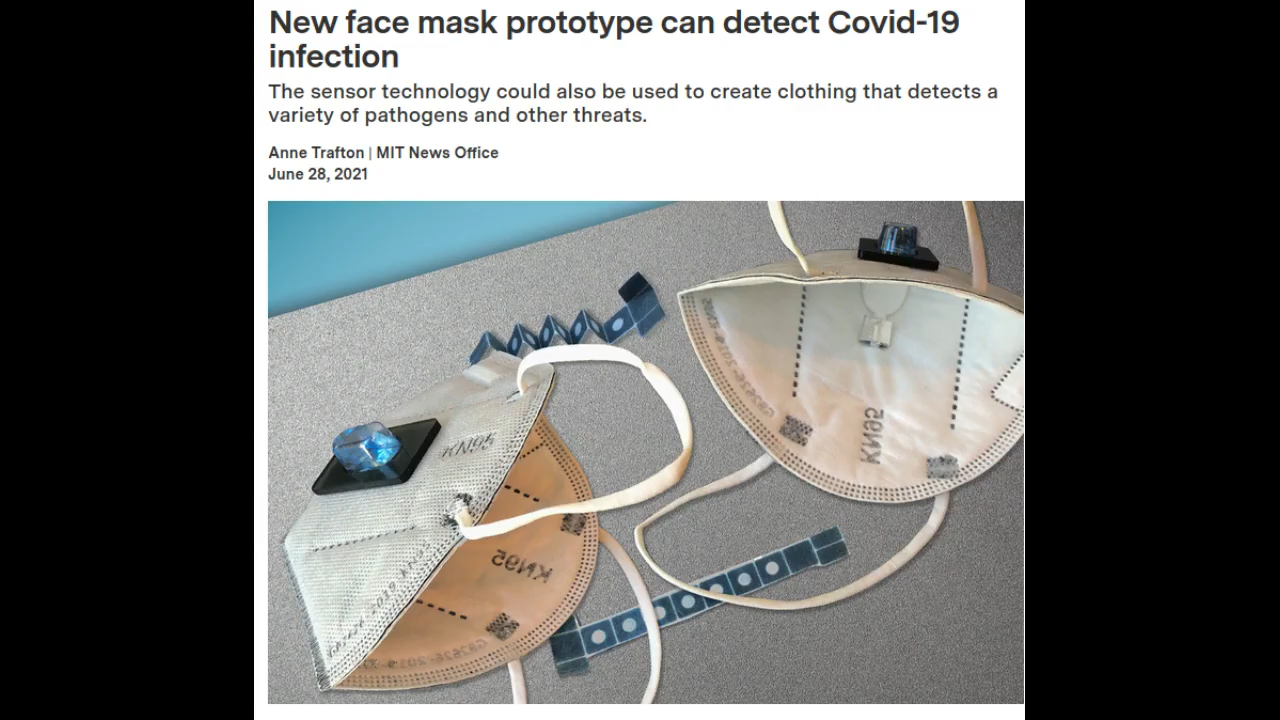 New face mask prototype can detect Covid-19
infection
The sensor technology could also be used to create clothing that detects a
variety of pathogens and other threats.
Anne Trafton | MIT News Office
June 28, 2021
KN95
KN95
KN95